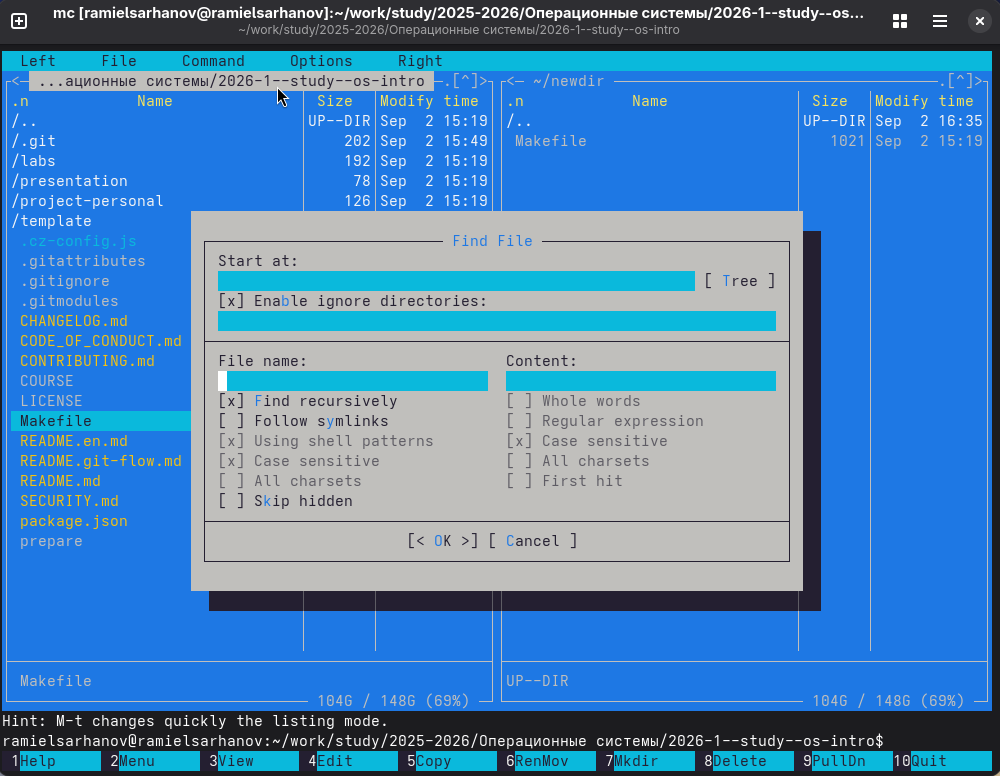 mc [ramielsarhanov@ramielsarhanov]:~/work/study/2025-2026/Операционные системы/2026-1--study--os...
~/work/study/2025-2026/Операционные системы/2026-1--study--os-intro
Left File Command Options Right
<─ ...ационные системы/2026-1--study--os-intro ─.[^]>
<─ ~/newdir ─.[^]>
.n Name Size Modify time
/.. UP--DIR Sep 2 15:19
/.git 202 Sep 2 15:49
/labs 192 Sep 2 15:19
/presentation 78 Sep 2 15:19
/project-personal 126 Sep 2 15:19
/template
.cz-config.js
.gitattributes
.gitignore
.gitmodules
CHANGELOG.md
CODE_OF_CONDUCT.md
CONTRIBUTING.md
COURSE
LICENSE
Makefile
README.en.md
README.git-flow.md
README.md
SECURITY.md
package.json
prepare
Makefile
104G / 148G (69%)
.n Name Size Modify time
/.. UP--DIR Sep 2 16:35
Makefile 1021 Sep 2 15:19
UP--DIR
104G / 148G (69%)
Find File
Start at:
[ Tree ]
[x] Enable ignore directories:
File name:
[x] Find recursively
[ ] Follow symlinks
[x] Using shell patterns
[x] Case sensitive
[ ] All charsets
[ ] Skip hidden
Content:
[ ] Whole words
[ ] Regular expression
[x] Case sensitive
[ ] All charsets
[ ] First hit
[< OK >] [ Cancel ]
Hint: M-t changes quickly the listing mode.
ramielsarhanov@ramielsarhanov:~/work/study/2025-2026/Операционные системы/2026-1--study--os-intro$
1Help 2Menu 3View 4Edit 5Copy 6RenMov 7Mkdir 8Delete 9PullDn 10Quit